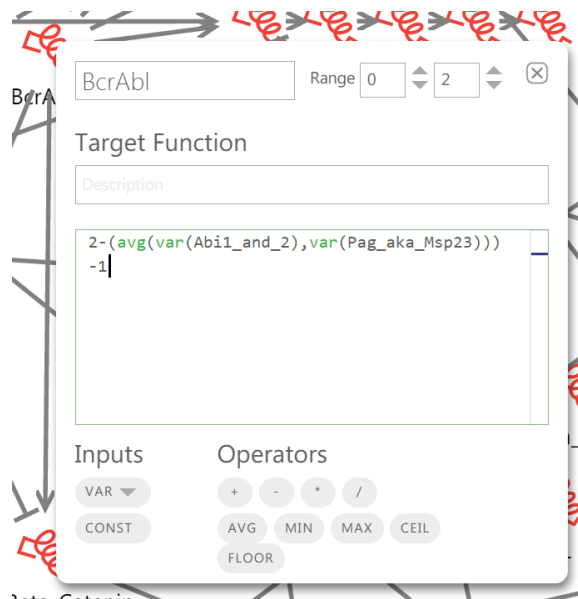 BcrA
BcrAbl
Range 0 2
Target Function
Description
2-(avg(var(Abi1_and_2),var(Pag_aka_Msp23)))
-1
Inputs
Operators
VAR
+ - * /
CONST
AVG MIN MAX CEIL
FLOOR